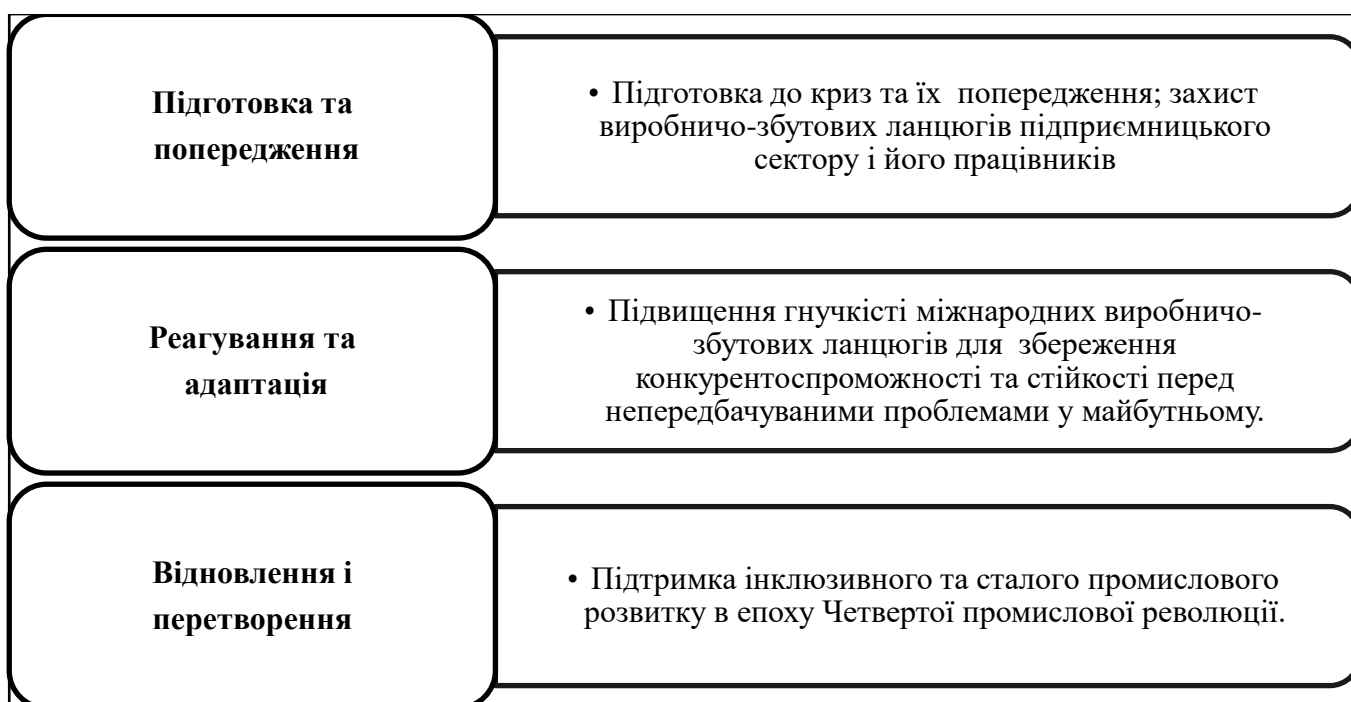 Підготовка та
попередження
• Підготовка до криз та їх попередження; захист
виробничо-збутових ланцюгів підприємницького
сектору і його працівників
Реагування та
адаптація
• Підвищення гнучкісті міжнародних виробничо-
збутових ланцюгів для збереження
конкурентоспроможності та стійкості перед
непередбачуваними проблемами у майбутньому.
Відновлення і
перетворення
• Підтримка інклюзивного та сталого промислового
розвитку в епоху Четвертої промислової революції.